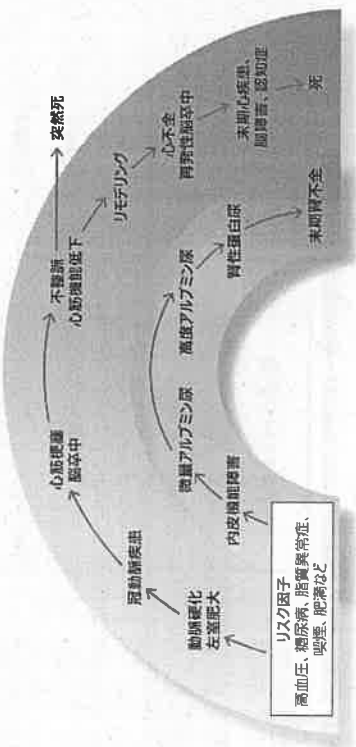 リスク因子
高血圧、糖尿病、脂質異常症、
喫煙、肥満など
動脈硬化
左室肥大
冠動脈疾患
心筋梗塞
脳卒中
不整脈
心筋機能低下
突然死
リモデリング
心不全
再発性脳卒中
末期心疾患、
脳障害、認知症
死
内皮機能障害
微量アルブミン尿
高度アルブミン尿
腎性蛋白尿
末期腎不全